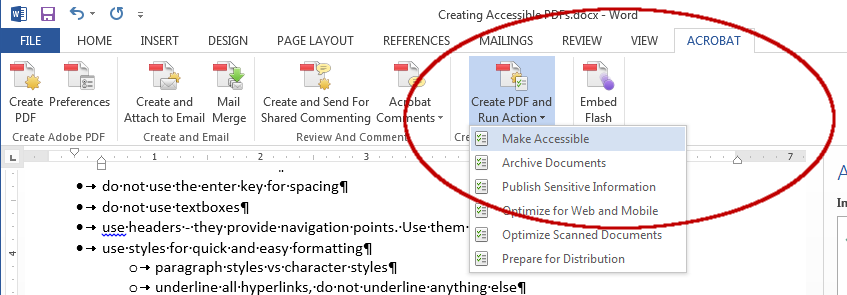 Creating Accessible PDFs.docx - Word
FILE HOME INSERT DESIGN PAGE LAYOUT REFERENCES MAILINGS REVIEW VIEW ACROBAT
Create PDF Preferences Create and Attach to Email Mail Merge Create and Send For Shared Commenting Acrobat Comments Create PDF and Run Action Embed Flash
Create Adobe PDF Create and Email Review And Comment
Make Accessible
Archive Documents
Publish Sensitive Information
Optimize for Web and Mobile
Optimize Scanned Documents
Prepare for Distribution
1 2 3 7
4
•→ do·not·use·the·enter·key·for·spacing¶
•→ do·not·use·textboxes¶
•→ use·headers·-·they·provide·navigation·points.·Use·them
•→ use·styles·for·quick·and·easy·formatting¶
o→ paragraph·styles·vs·character·styles¶
o→ underline·all·hyperlinks,·do·not·underline·anything·else¶